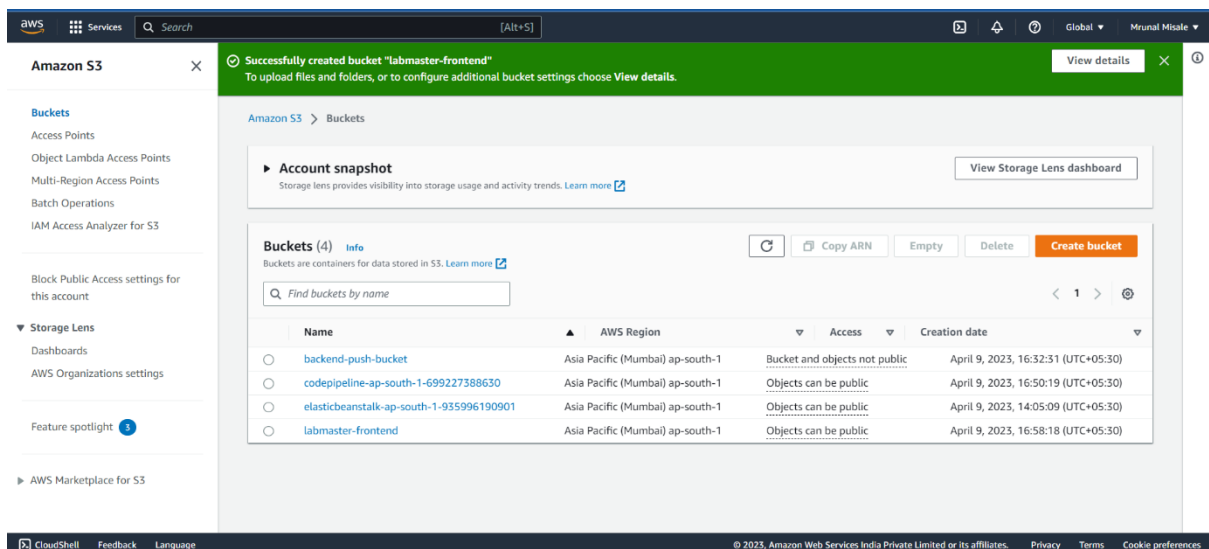 aws
Services
Search
[Alt+S]
Global
Mrunal Misale
Amazon S3
Buckets
Access Points
Object Lambda Access Points
Multi-Region Access Points
Batch Operations
IAM Access Analyzer for S3
Block Public Access settings for
this account
Storage Lens
Dashboards
AWS Organizations settings
Feature spotlight 3
AWS Marketplace for S3
Successfully created bucket "labmaster-frontend"
To upload files and folders, or to configure additional bucket settings choose View details.
View details
Amazon S3 > Buckets
Account snapshot
Storage lens provides visibility into storage usage and activity trends. Learn more
View Storage Lens dashboard
Buckets (4) Info
Buckets are containers for data stored in S3. Learn more
Copy ARN
Empty
Delete
Create bucket
Find buckets by name
< 1 >
Name AWS Region Access Creation date
backend-push-bucket Asia Pacific (Mumbai) ap-south-1 Bucket and objects not public April 9, 2023, 16:32:31 (UTC+05:30)
codepipeline-ap-south-1-699227388630 Asia Pacific (Mumbai) ap-south-1 Objects can be public April 9, 2023, 16:50:19 (UTC+05:30)
elasticbeanstalk-ap-south-1-935996190901 Asia Pacific (Mumbai) ap-south-1 Objects can be public April 9, 2023, 14:05:09 (UTC+05:30)
labmaster-frontend Asia Pacific (Mumbai) ap-south-1 Objects can be public April 9, 2023, 16:58:18 (UTC+05:30)
CloudShell Feedback Language © 2023, Amazon Web Services India Private Limited or its affiliates. Privacy Terms Cookie preferences